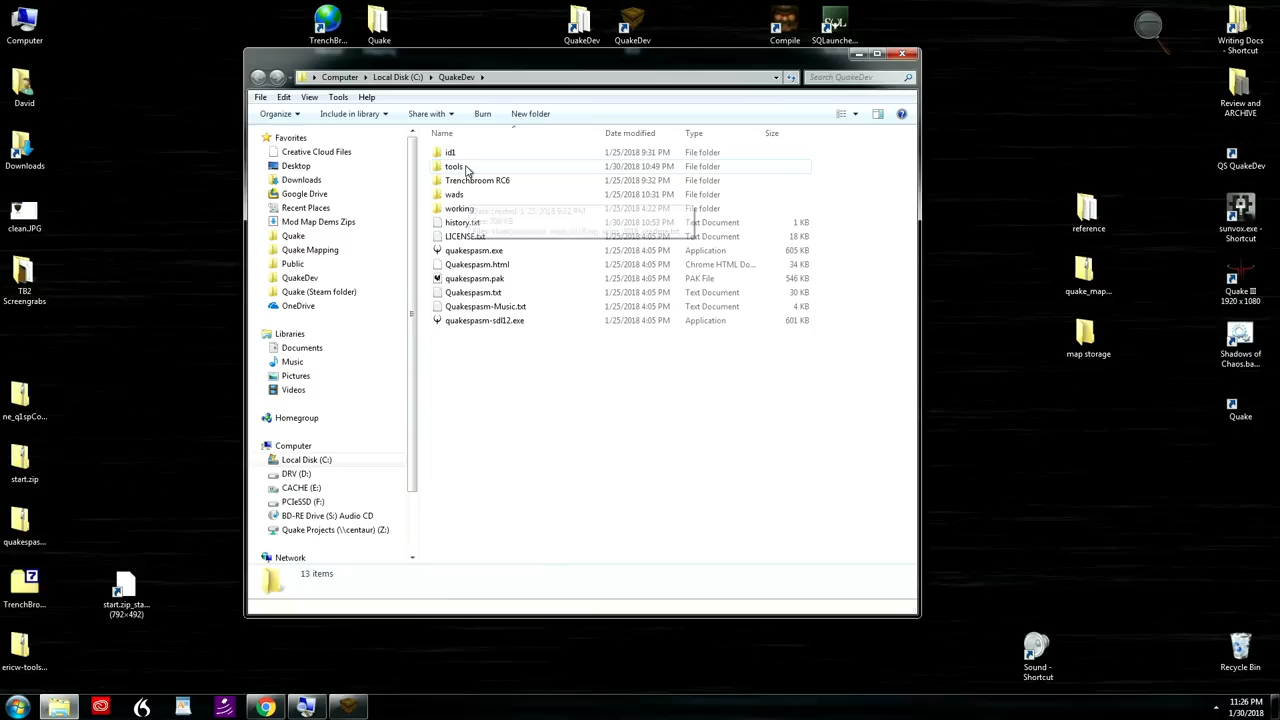 Computer
TrenchBr...
Quake
QuakeDev
QuakeDev
Compile
SQLaunche...
Writing Docs - Shortcut
Computer
Local Disk (C:)
QuakeDev
Search QuakeDev
File
Edit
View
Tools
Help
Organize
Include in library
Share with
Burn
New folder
Name
Date modified
Type
Size
id1
1/25/2018 9:31 PM
File folder
tools
1/30/2018 10:49 PM
File folder
Trenchbroom RC6
1/25/2018 9:32 PM
File folder
wads
1/25/2018 10:31 PM
File folder
working
1/25/2018 4:22 PM
File folder
history.txt
1/30/2018 10:53 PM
Text Document
1 KB
LICENSE.txt
1/25/2018 4:05 PM
Text Document
18 KB
quakespasm.exe
1/25/2018 4:05 PM
Application
605 KB
Quakespasm.html
1/25/2018 4:05 PM
Chrome HTML Do...
34 KB
quakespasm.pak
1/25/2018 4:05 PM
PAK File
546 KB
Quakespasm.txt
1/25/2018 4:05 PM
Text Document
30 KB
Quakespasm-Music.txt
1/25/2018 4:05 PM
Text Document
4 KB
quakespasm-sdl12.exe
1/25/2018 4:05 PM
Application
601 KB
Favorites
Creative Cloud Files
Desktop
Downloads
Google Drive
Recent Places
Mod Map Dems Zips
Quake
Quake Mapping
Public
QuakeDev
Quake (Steam folder)
OneDrive
Libraries
Documents
Music
Pictures
Videos
Homegroup
Computer
Local Disk (C:)
DRV (D:)
CACHE (E:)
PCIeSSD (F:)
BD-RE Drive (S:) Audio CD
Quake Projects (\\centaur) (Z:)
Network
13 items
David
Downloads
clean.JPG
TB2 Screengrabs
ne_q1spCo...
start.zip
quakespas...
TrenchBro...
start.zip_sta... (792×492)
ericw-tools...
Review and ARCHIVE
QS QuakeDev
reference
sunvox.exe - Shortcut
quake_map...
Quake III 1920 x 1080
map storage
Shadows of Chaos.ba...
Quake
Sound - Shortcut
Recycle Bin
11:26 PM
1/30/2018